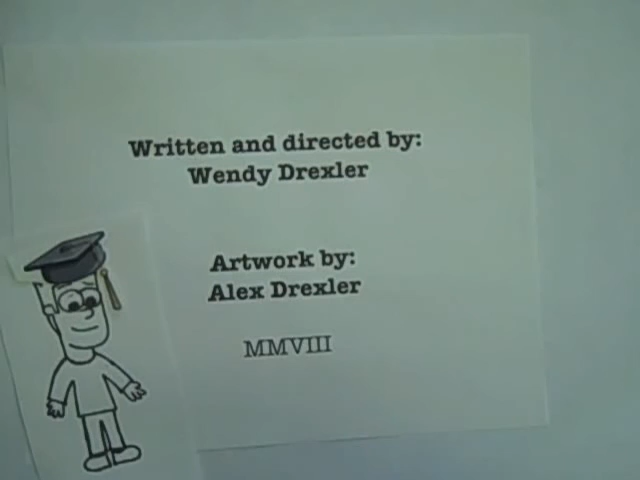 Written and directed by:
Wendy Drexler
Artwork by:
Alex Drexler
MMVIII